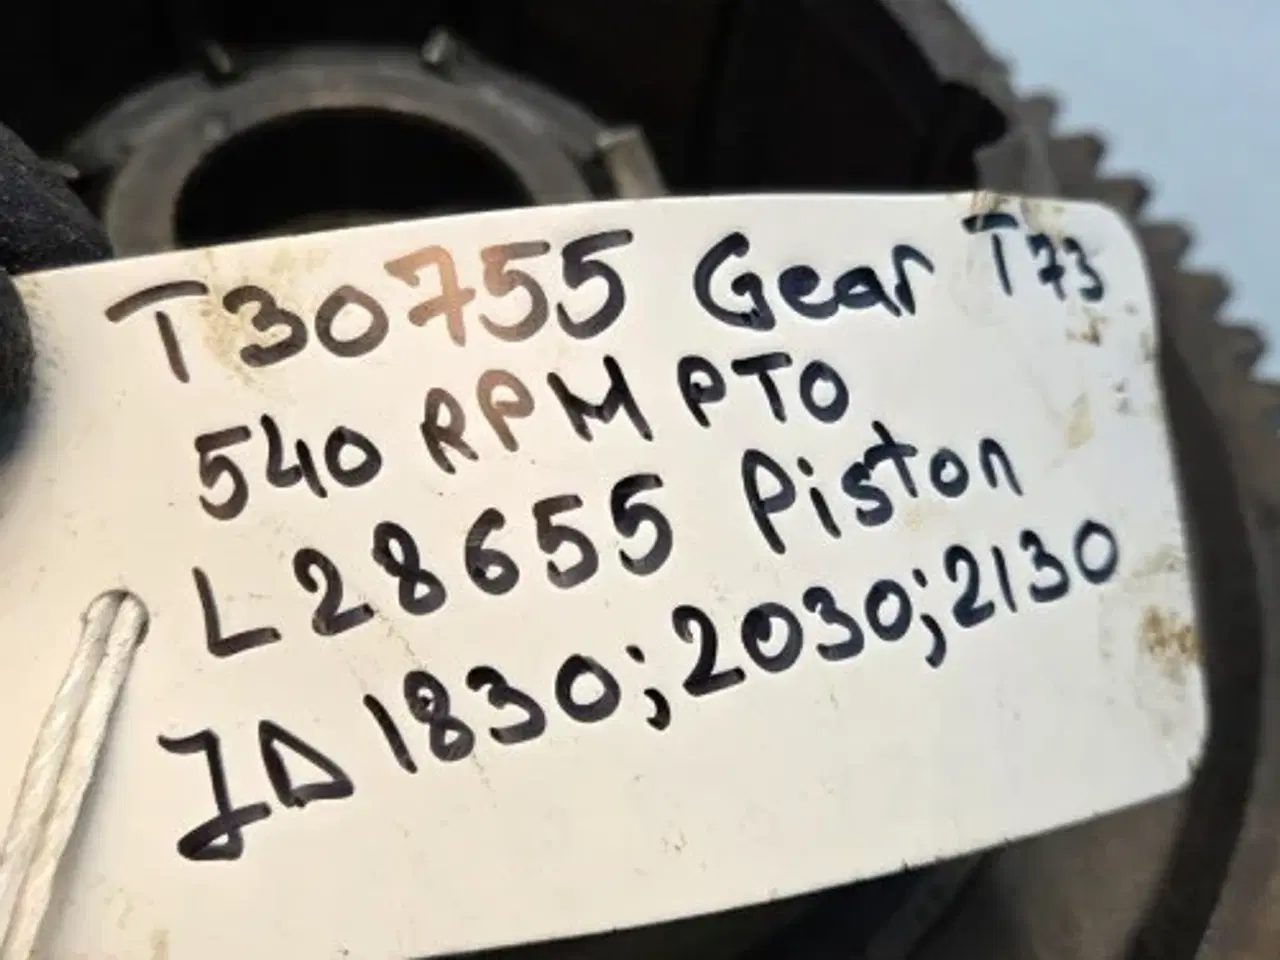 T30755 Gear T73
540 RPM PTO
L28655 Piston
JD 1830; 2030; 2130